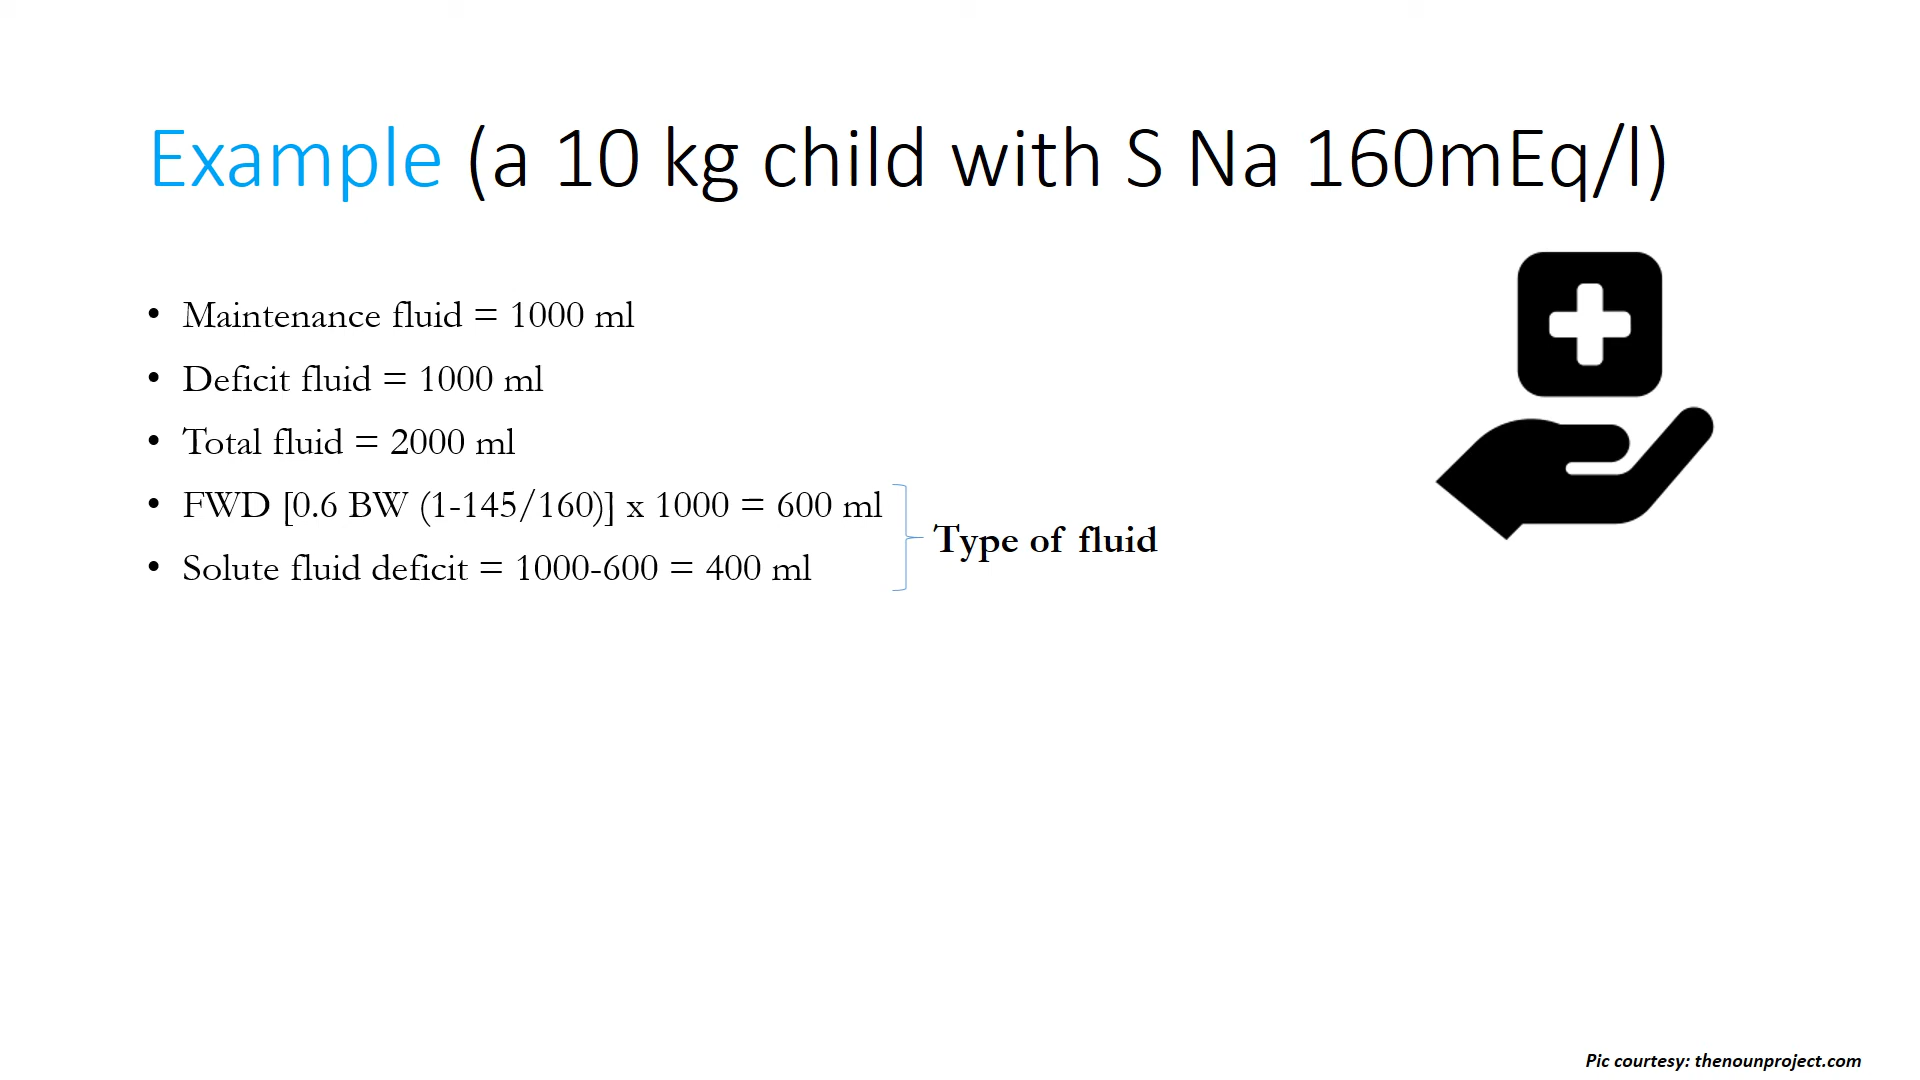 Example (a 10 kg child with S Na 160mEq/l)
• Maintenance fluid = 1000 ml
• Deficit fluid = 1000 ml
• Total fluid = 2000 ml
• FWD [0.6 BW (1-145/160)] x 1000 = 600 ml
• Solute fluid deficit = 1000-600 = 400 ml
Type of fluid
Pic courtesy: thenounproject.com